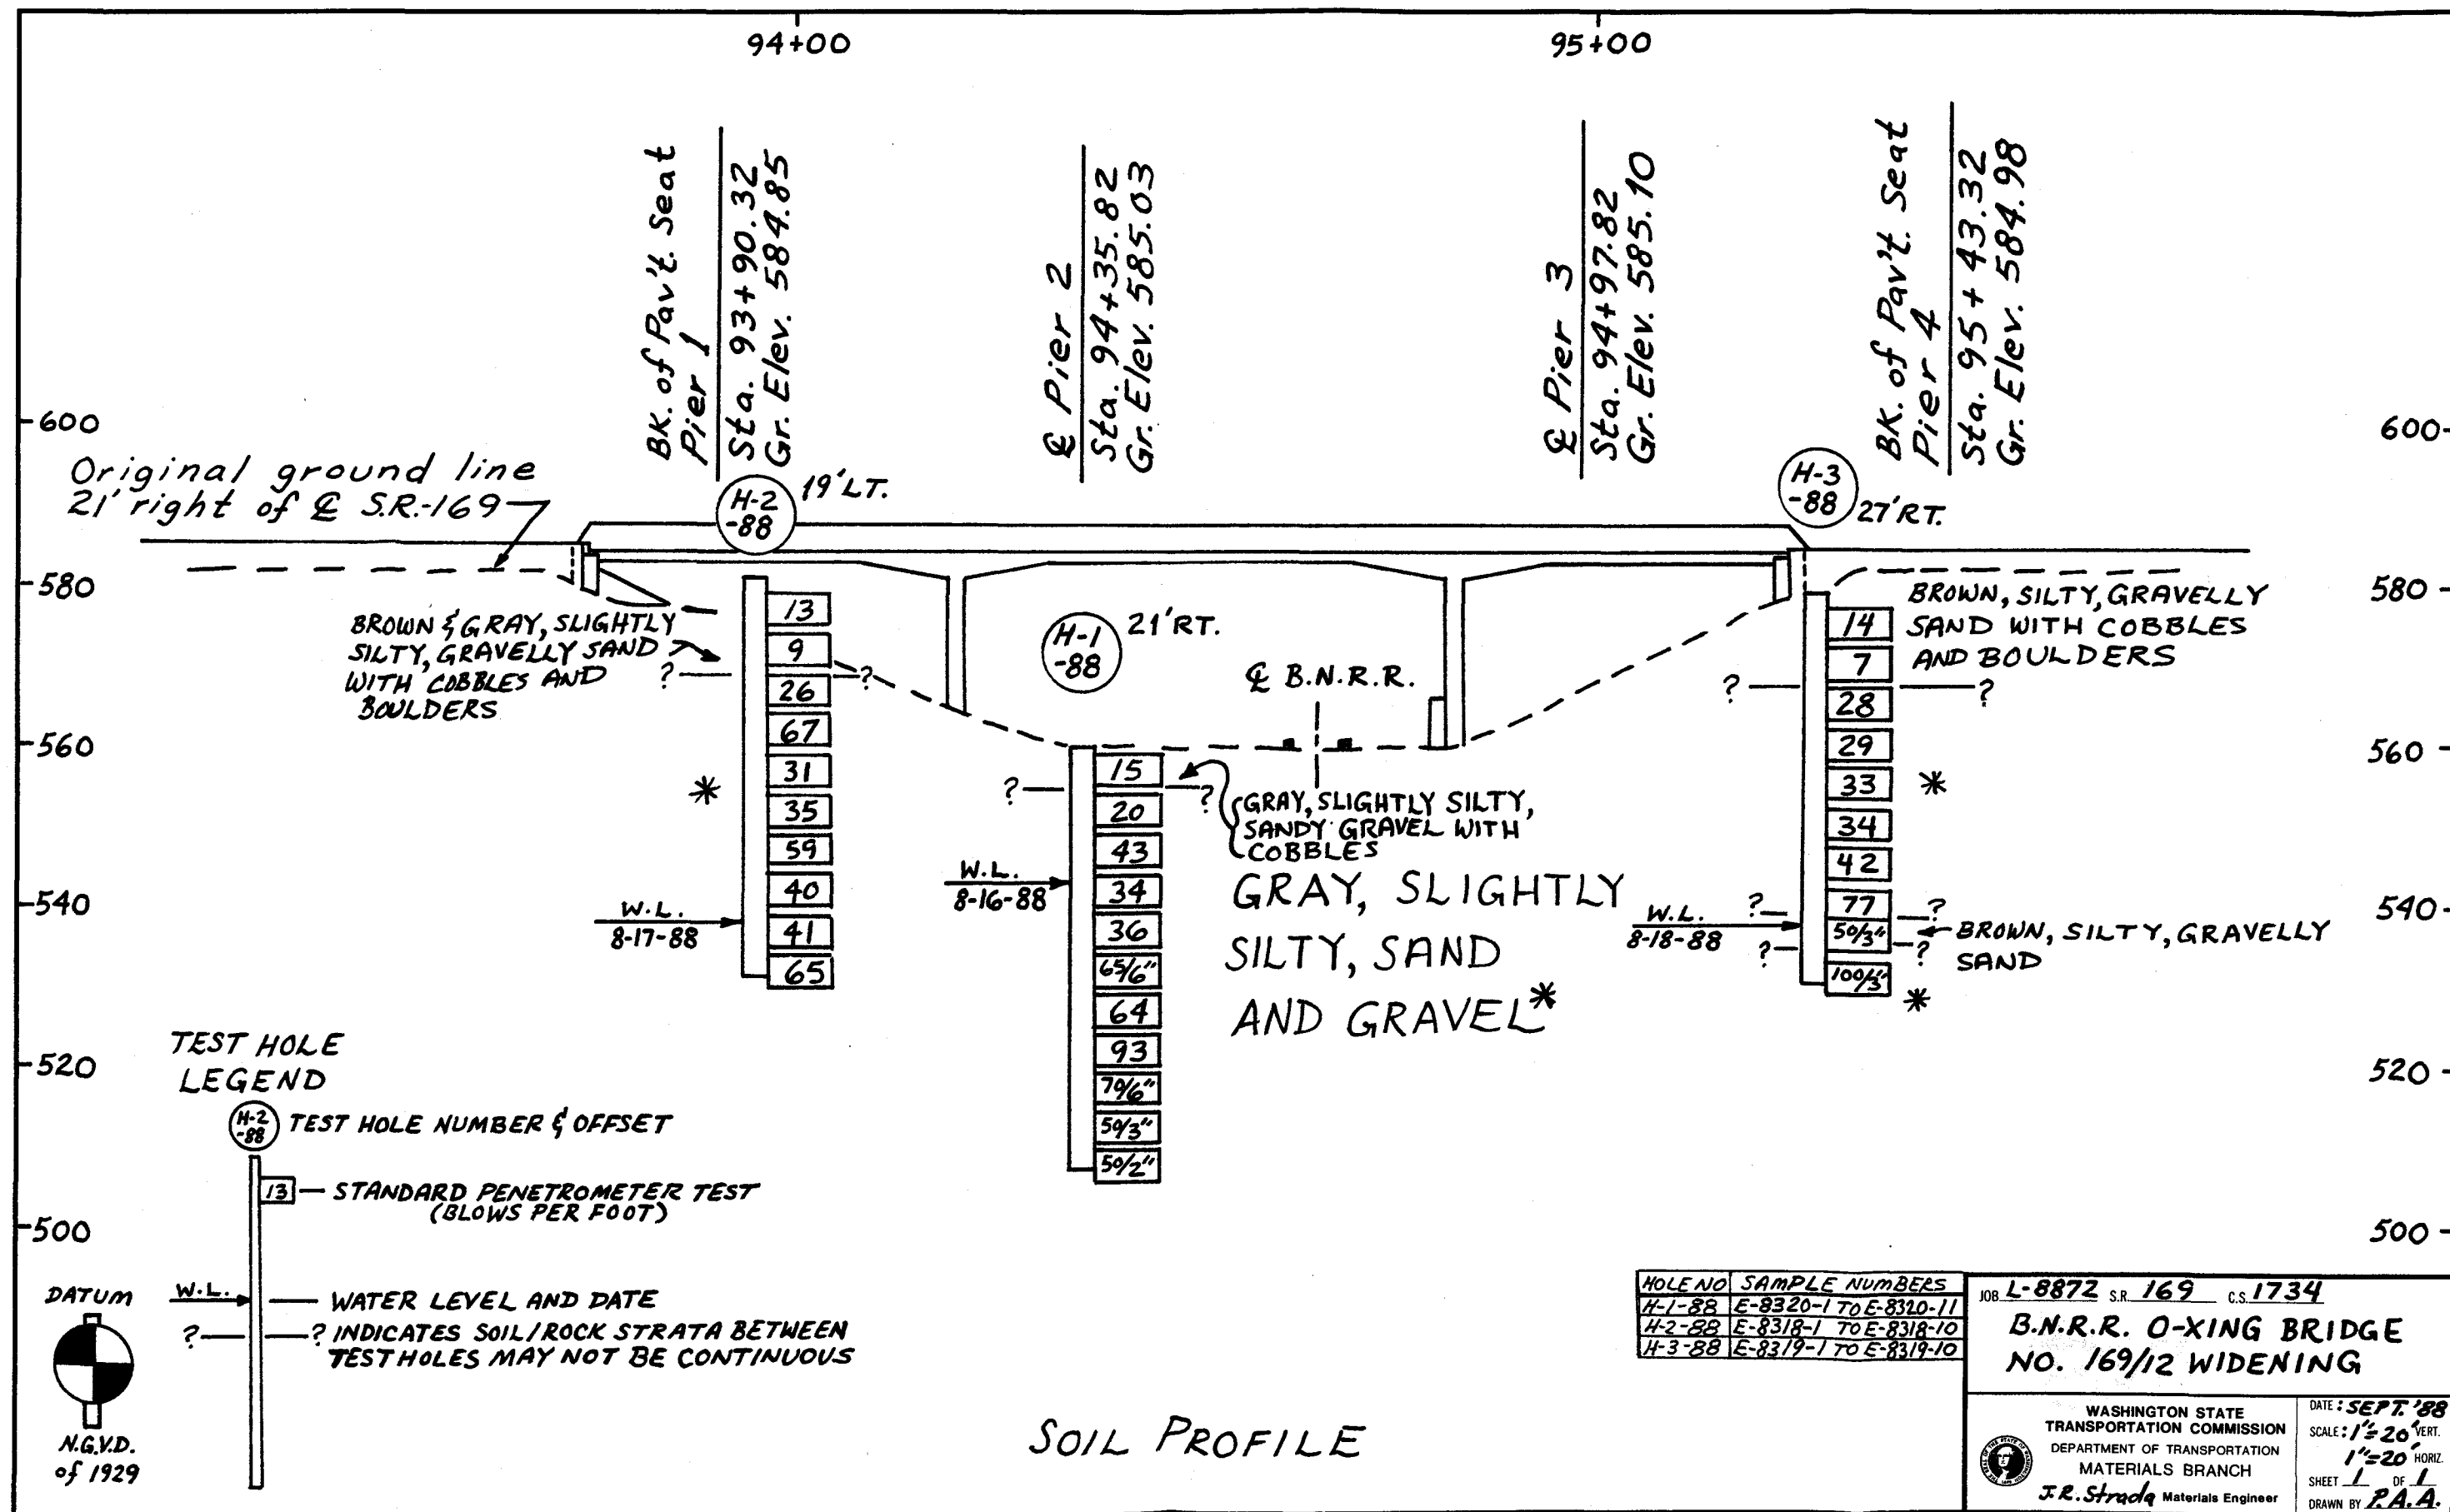 94+00
95+00
BK. of Pav't. Seat
Pier 1
Sta. 93+90.32
Gr. Elev. 584.85
℄ Pier 2
Sta. 94+35.82
Gr. Elev. 585.03
℄ Pier 3
Sta. 94+97.82
Gr. Elev. 585.10
BK. of Pav't. Seat
Pier 4
Sta. 95+43.32
Gr. Elev. 584.98
600
580
560
540
520
500
600
580
560
540
520
500
Original ground line
21' right of ℄ S.R.-169
H-2
-88
19' LT.
BROWN & GRAY, SLIGHTLY
SILTY, GRAVELLY SAND
WITH COBBLES AND
BOULDERS
?
?
13
9
26
67
31
35
59
40
41
65
*
W.L.
8-17-88
H-1
-88
21' RT.
℄ B.N.R.R.
?
?
15
20
43
34
36
65/6"
64
93
70/6"
50/3"
50/2"
W.L.
8-16-88
GRAY, SLIGHTLY SILTY,
SANDY GRAVEL WITH
COBBLES
GRAY, SLIGHTLY
SILTY, SAND
AND GRAVEL*
H-3
-88
27' RT.
BROWN, SILTY, GRAVELLY
SAND WITH COBBLES
AND BOULDERS
?
?
14
7
28
29
33
34
42
77
50/3"
100/3"
*
W.L.
8-18-88
?
?
?
?
BROWN, SILTY, GRAVELLY
SAND
*
TEST HOLE
LEGEND
H-2
-88
TEST HOLE NUMBER & OFFSET
13
STANDARD PENETROMETER TEST
(BLOWS PER FOOT)
W.L.
WATER LEVEL AND DATE
?
? INDICATES SOIL/ROCK STRATA BETWEEN
TEST HOLES MAY NOT BE CONTINUOUS
DATUM
N.G.V.D.
of 1929
SOIL PROFILE
HOLE NO SAMPLE NUMBERS
H-1-88 E-8320-1 TO E-8320-11
H-2-88 E-8318-1 TO E-8318-10
H-3-88 E-8319-1 TO E-8319-10
JOB L-8872 S.R. 169 C.S. 1734
B.N.R.R. O-XING BRIDGE
NO. 169/12 WIDENING
WASHINGTON STATE
TRANSPORTATION COMMISSION
DEPARTMENT OF TRANSPORTATION
MATERIALS BRANCH
J.R. Strada Materials Engineer
DATE: SEPT. '88
SCALE: 1"=20' VERT.
1"=20' HORIZ.
SHEET 1 OF 1
DRAWN BY P.A.A.